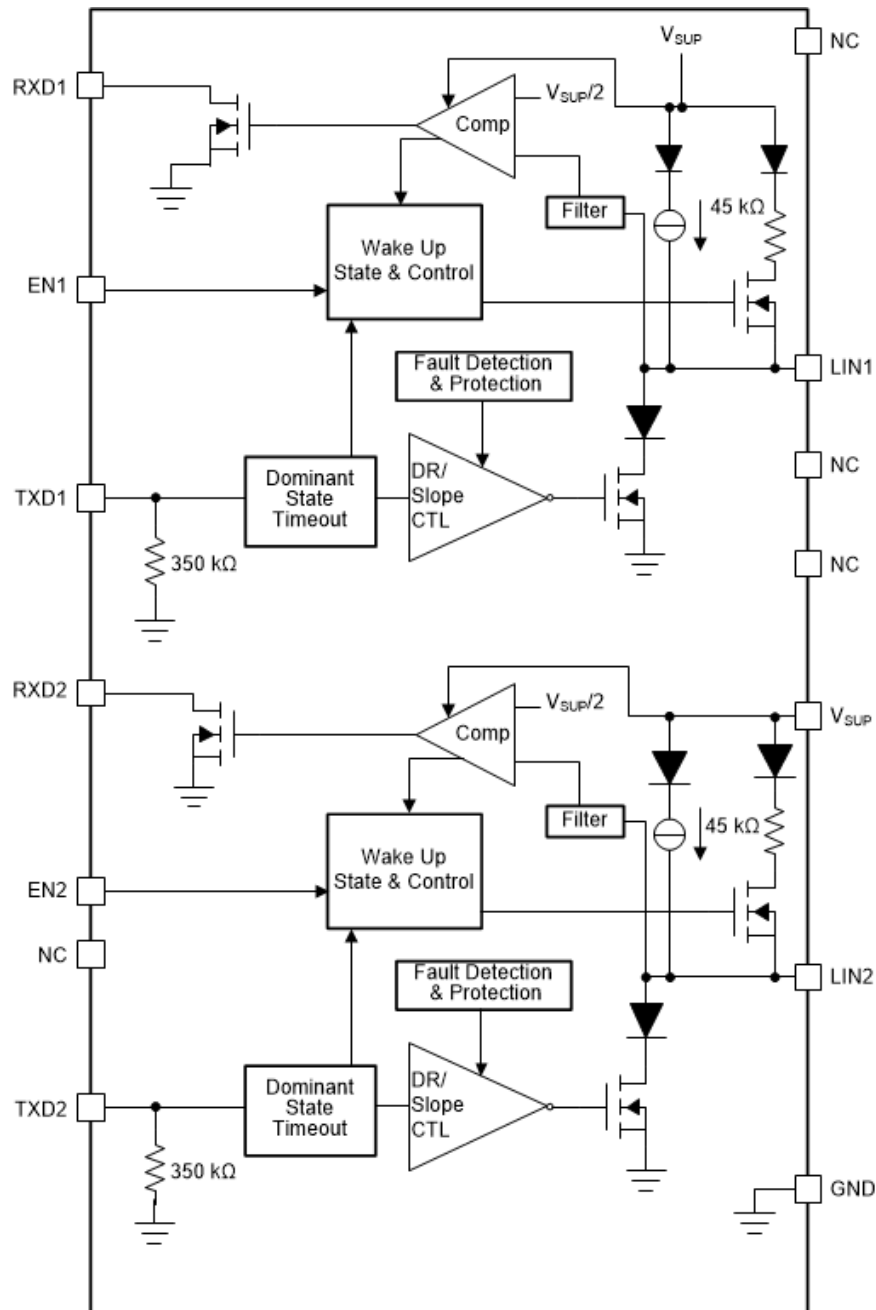 NC
V_SUP
RXD1
V_SUP/2
Comp
Filter
45 kΩ
Wake Up
State & Control
EN1
Fault Detection
& Protection
LIN1
Dominant
State
Timeout
DR/
Slope
CTL
TXD1
NC
350 kΩ
NC
RXD2
V_SUP/2
Comp
V_SUP
Filter
45 kΩ
Wake Up
State & Control
EN2
NC
Fault Detection
& Protection
LIN2
Dominant
State
Timeout
DR/
Slope
CTL
TXD2
350 kΩ
GND